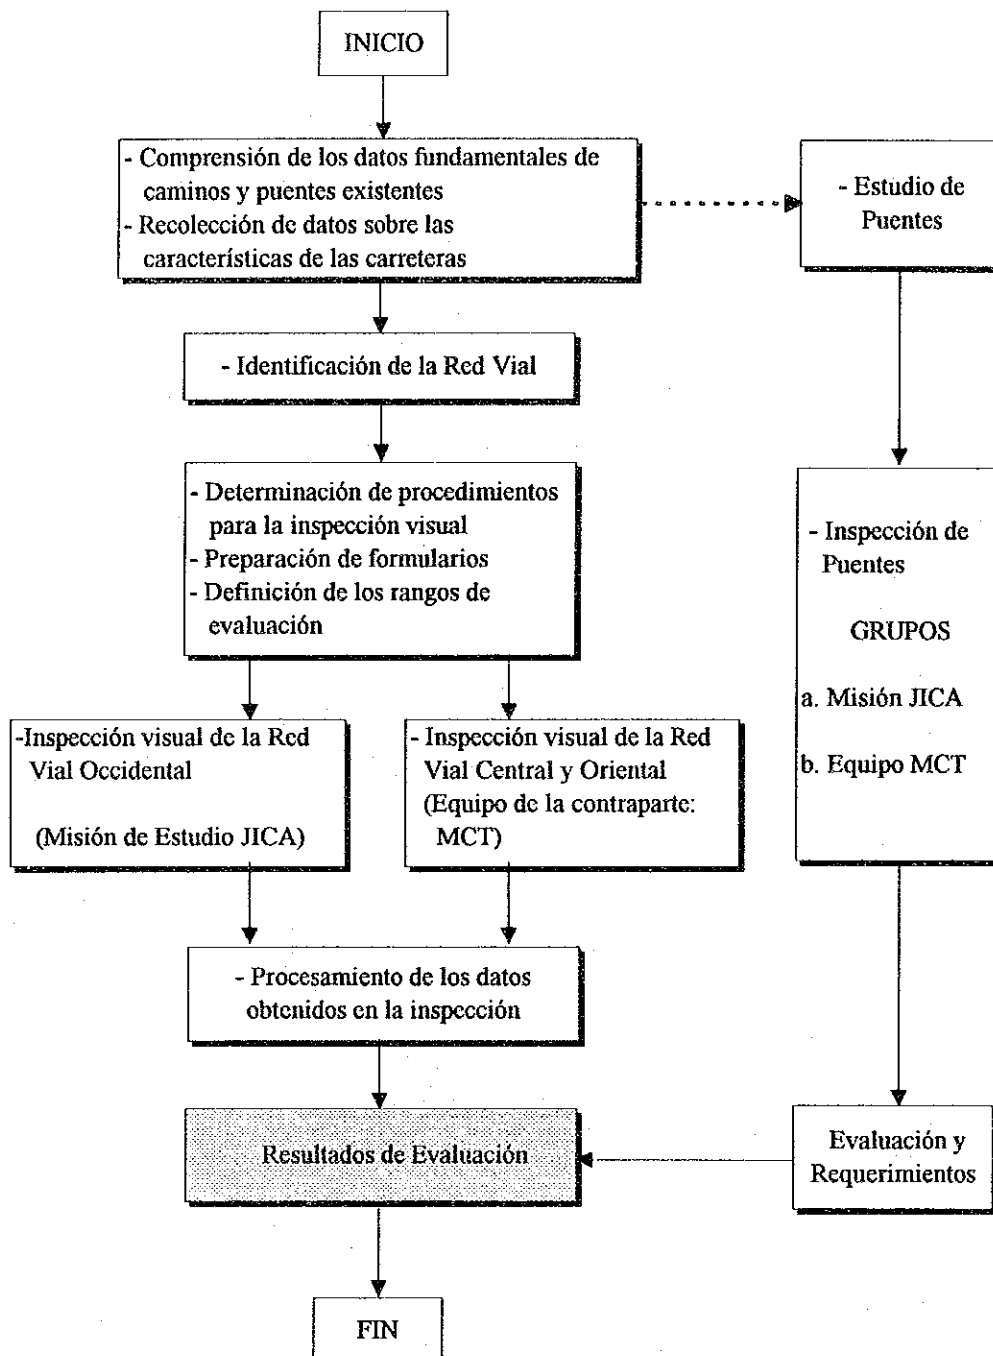 INICIO
- Comprensión de los datos fundamentales de
caminos y puentes existentes
- Recolección de datos sobre las
características de las carreteras
- Estudio de
Puentes
- Identificación de la Red Vial
- Determinación de procedimientos
para la inspección visual
- Preparación de formularios
- Definición de los rangos de
evaluación
- Inspección de
Puentes
GRUPOS
a. Misión JICA
b. Equipo MCT
-Inspección visual de la Red
Vial Occidental
(Misión de Estudio JICA)
- Inspección visual de la Red
Vial Central y Oriental
(Equipo de la contraparte:
MCT)
- Procesamiento de los datos
obtenidos en la inspección
Resultados de Evaluación
Evaluación y
Requerimientos
FIN